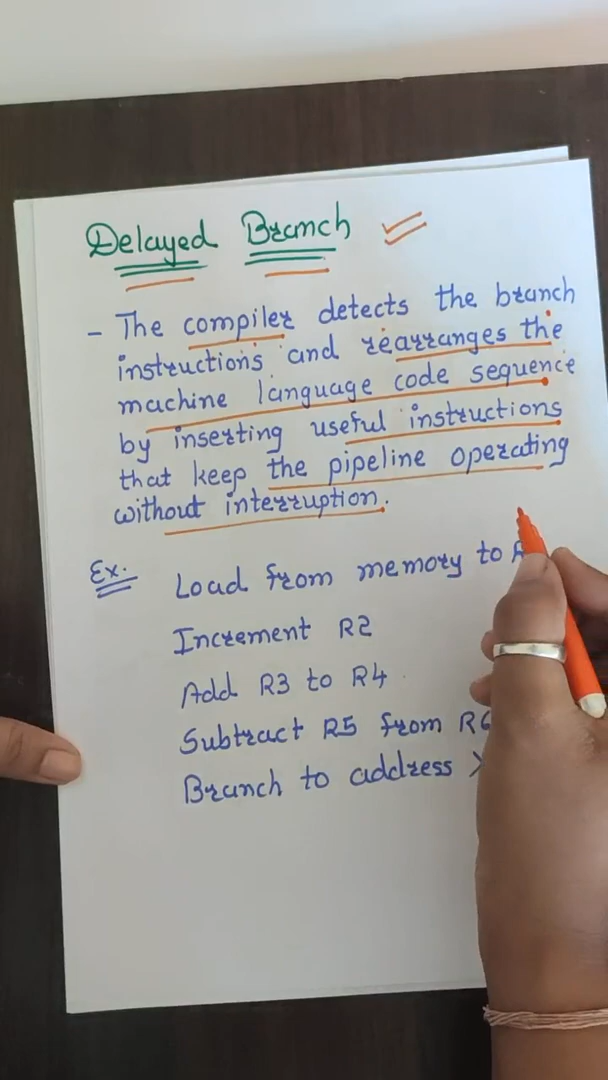 Delayed Branch
- The compiler detects the branch
instructions and rearranges the
machine language code sequence
by inserting useful instructions
that keep the pipeline operating
without interruption.
Ex. Load from memory to
Increment R2
Add R3 to R4
Subtract R5 from R6
Branch to address